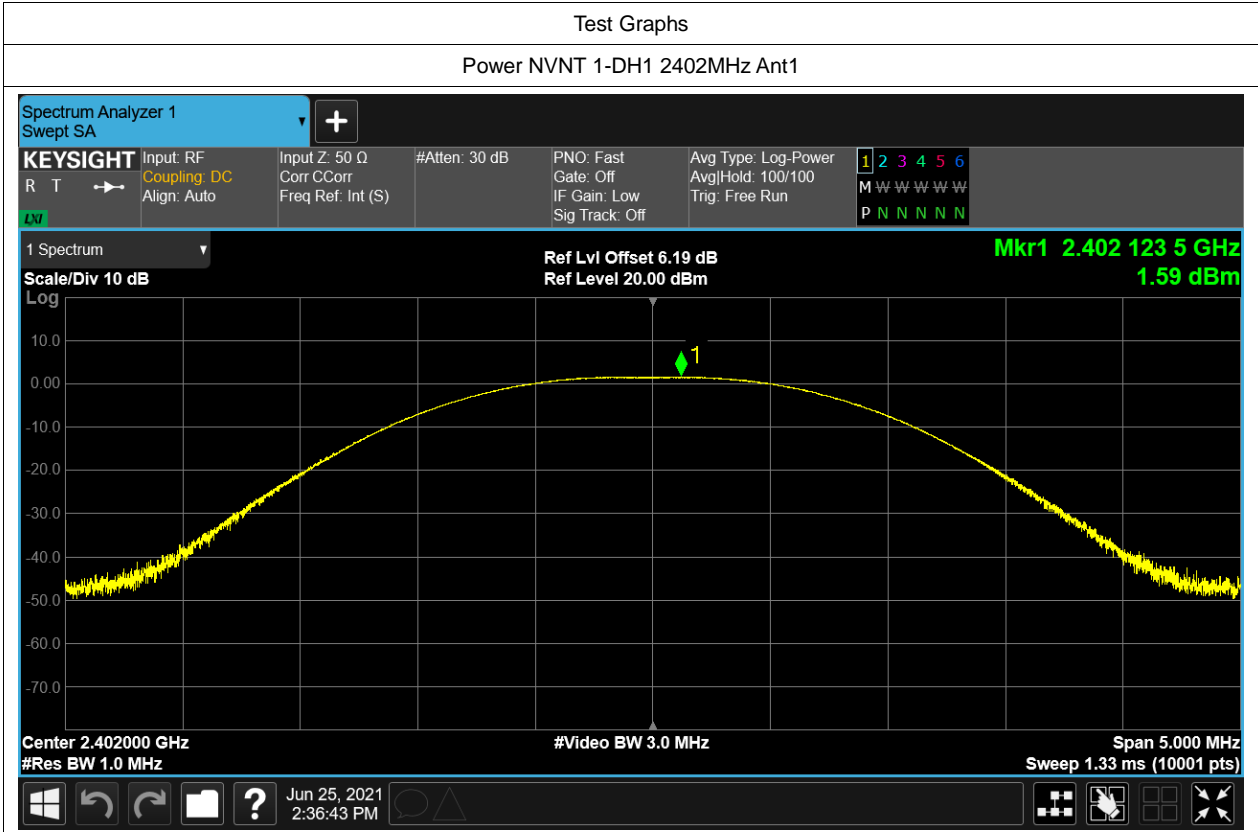 Test Graphs
Power NVNT 1-DH1 2402MHz Ant1
Spectrum Analyzer 1
Swept SA
+
KEYSIGHT
R T
LXI
Input: RF
Coupling: DC
Align: Auto
Input Z: 50 Ω
Corr CCorr
Freq Ref: Int (S)
#Atten: 30 dB
PNO: Fast
Gate: Off
IF Gain: Low
Sig Track: Off
Avg Type: Log-Power
Avg|Hold: 100/100
Trig: Free Run
1 2 3 4 5 6
M W W W W W
P N N N N N
1 Spectrum
Scale/Div 10 dB
Log
Ref Lvl Offset 6.19 dB
Ref Level 20.00 dBm
Mkr1 2.402 123 5 GHz
1.59 dBm
1
10.0
0.00
-10.0
-20.0
-30.0
-40.0
-50.0
-60.0
-70.0
Center 2.402000 GHz
#Res BW 1.0 MHz
#Video BW 3.0 MHz
Span 5.000 MHz
Sweep 1.33 ms (10001 pts)
?
Jun 25, 2021
2:36:43 PM